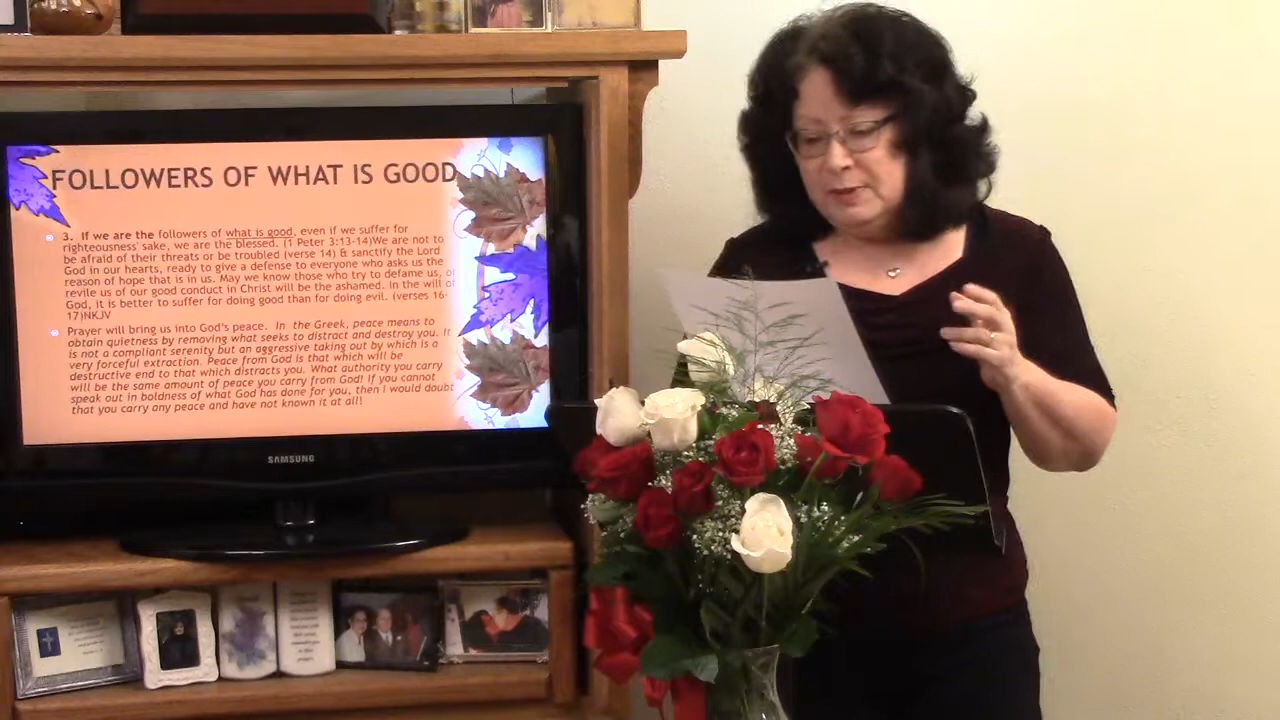 FOLLOWERS OF WHAT IS GOOD
3. If we are the followers of what is good, even if we suffer for
righteousness' sake, we are the blessed. (1 Peter 3:13-14)We are not to
be afraid of their threats or be troubled (verse 14) & sanctify the Lord
God in our hearts, ready to give a defense to everyone who asks us the
reason of hope that is in us. May we know those who try to defame us, or
revile us of our good conduct in Christ will be the ashamed. In the will of
God, it is better to suffer for doing good than for doing evil. (verses 16-
17)NKJV
Prayer will bring us into God's peace. In the Greek, peace means to
obtain quietness by removing what seeks to distract and destroy you. It
is not a compliant serenity but an aggressive taking out by which is a
very forceful extraction. Peace from God is that which will be
destructive end to that which distracts you. What authority you carry
will be the same amount of peace you carry from God! If you cannot
speak out in boldness of what God has done for you, then I would doubt
that you carry any peace and have not known it at all!
SAMSUNG